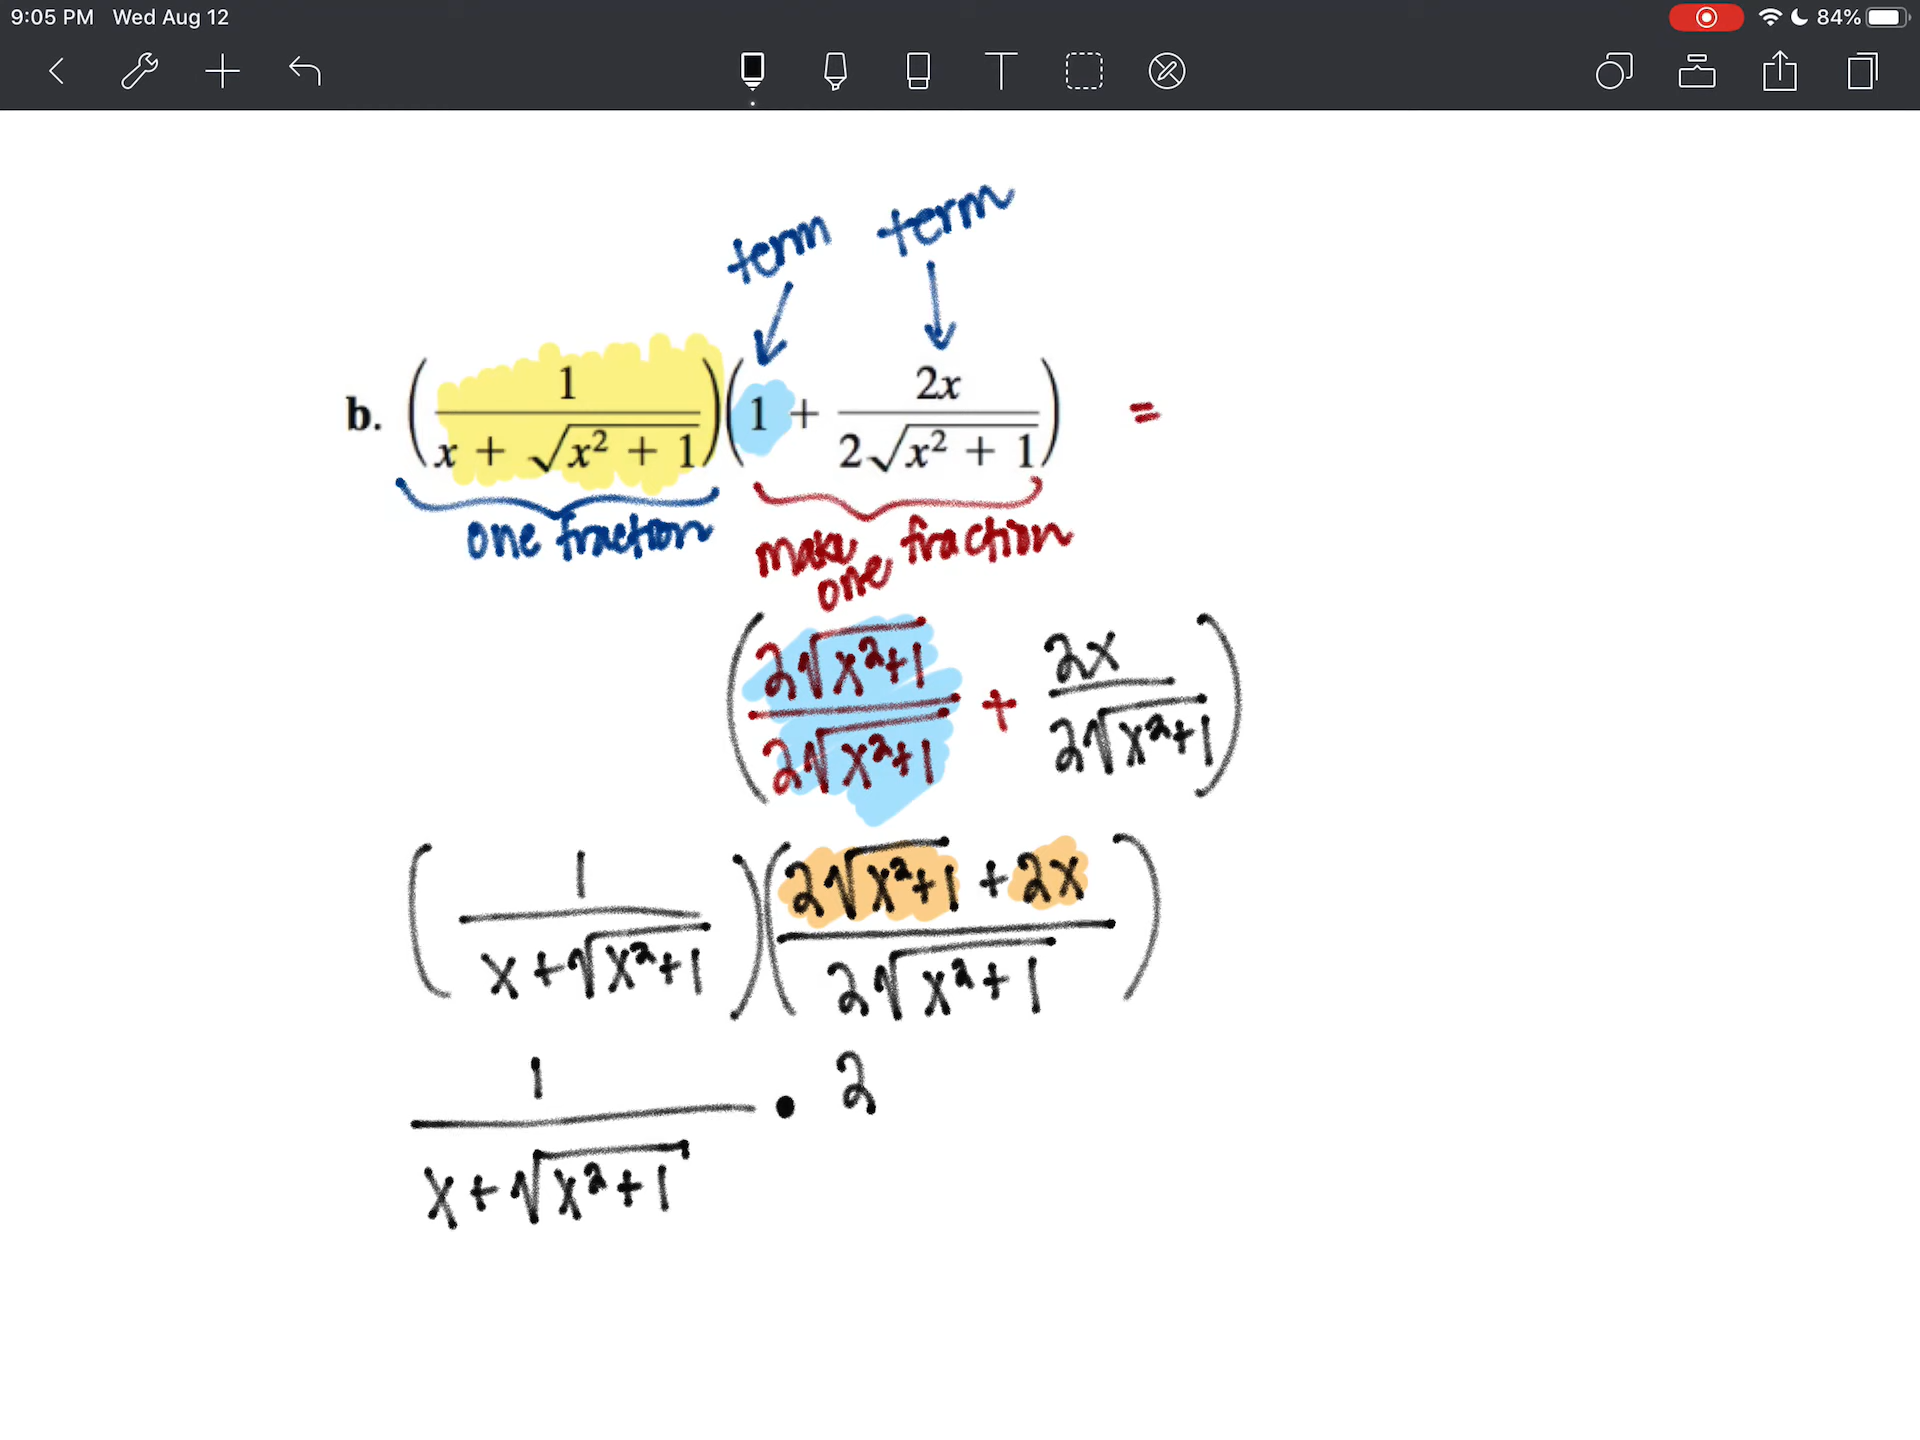 9:05 PM Wed Aug 12 84%
term term
b. (1/(x + √(x² + 1)))(1 + 2x/(2√(x² + 1))) =
one fraction make one fraction
(2√(x²+1)/(2√(x²+1)) + 2x/(2√(x²+1)))
(1/(x+√(x²+1)))((2√(x²+1) + 2x)/(2√(x²+1)))
1/(x+√(x²+1)) • 2